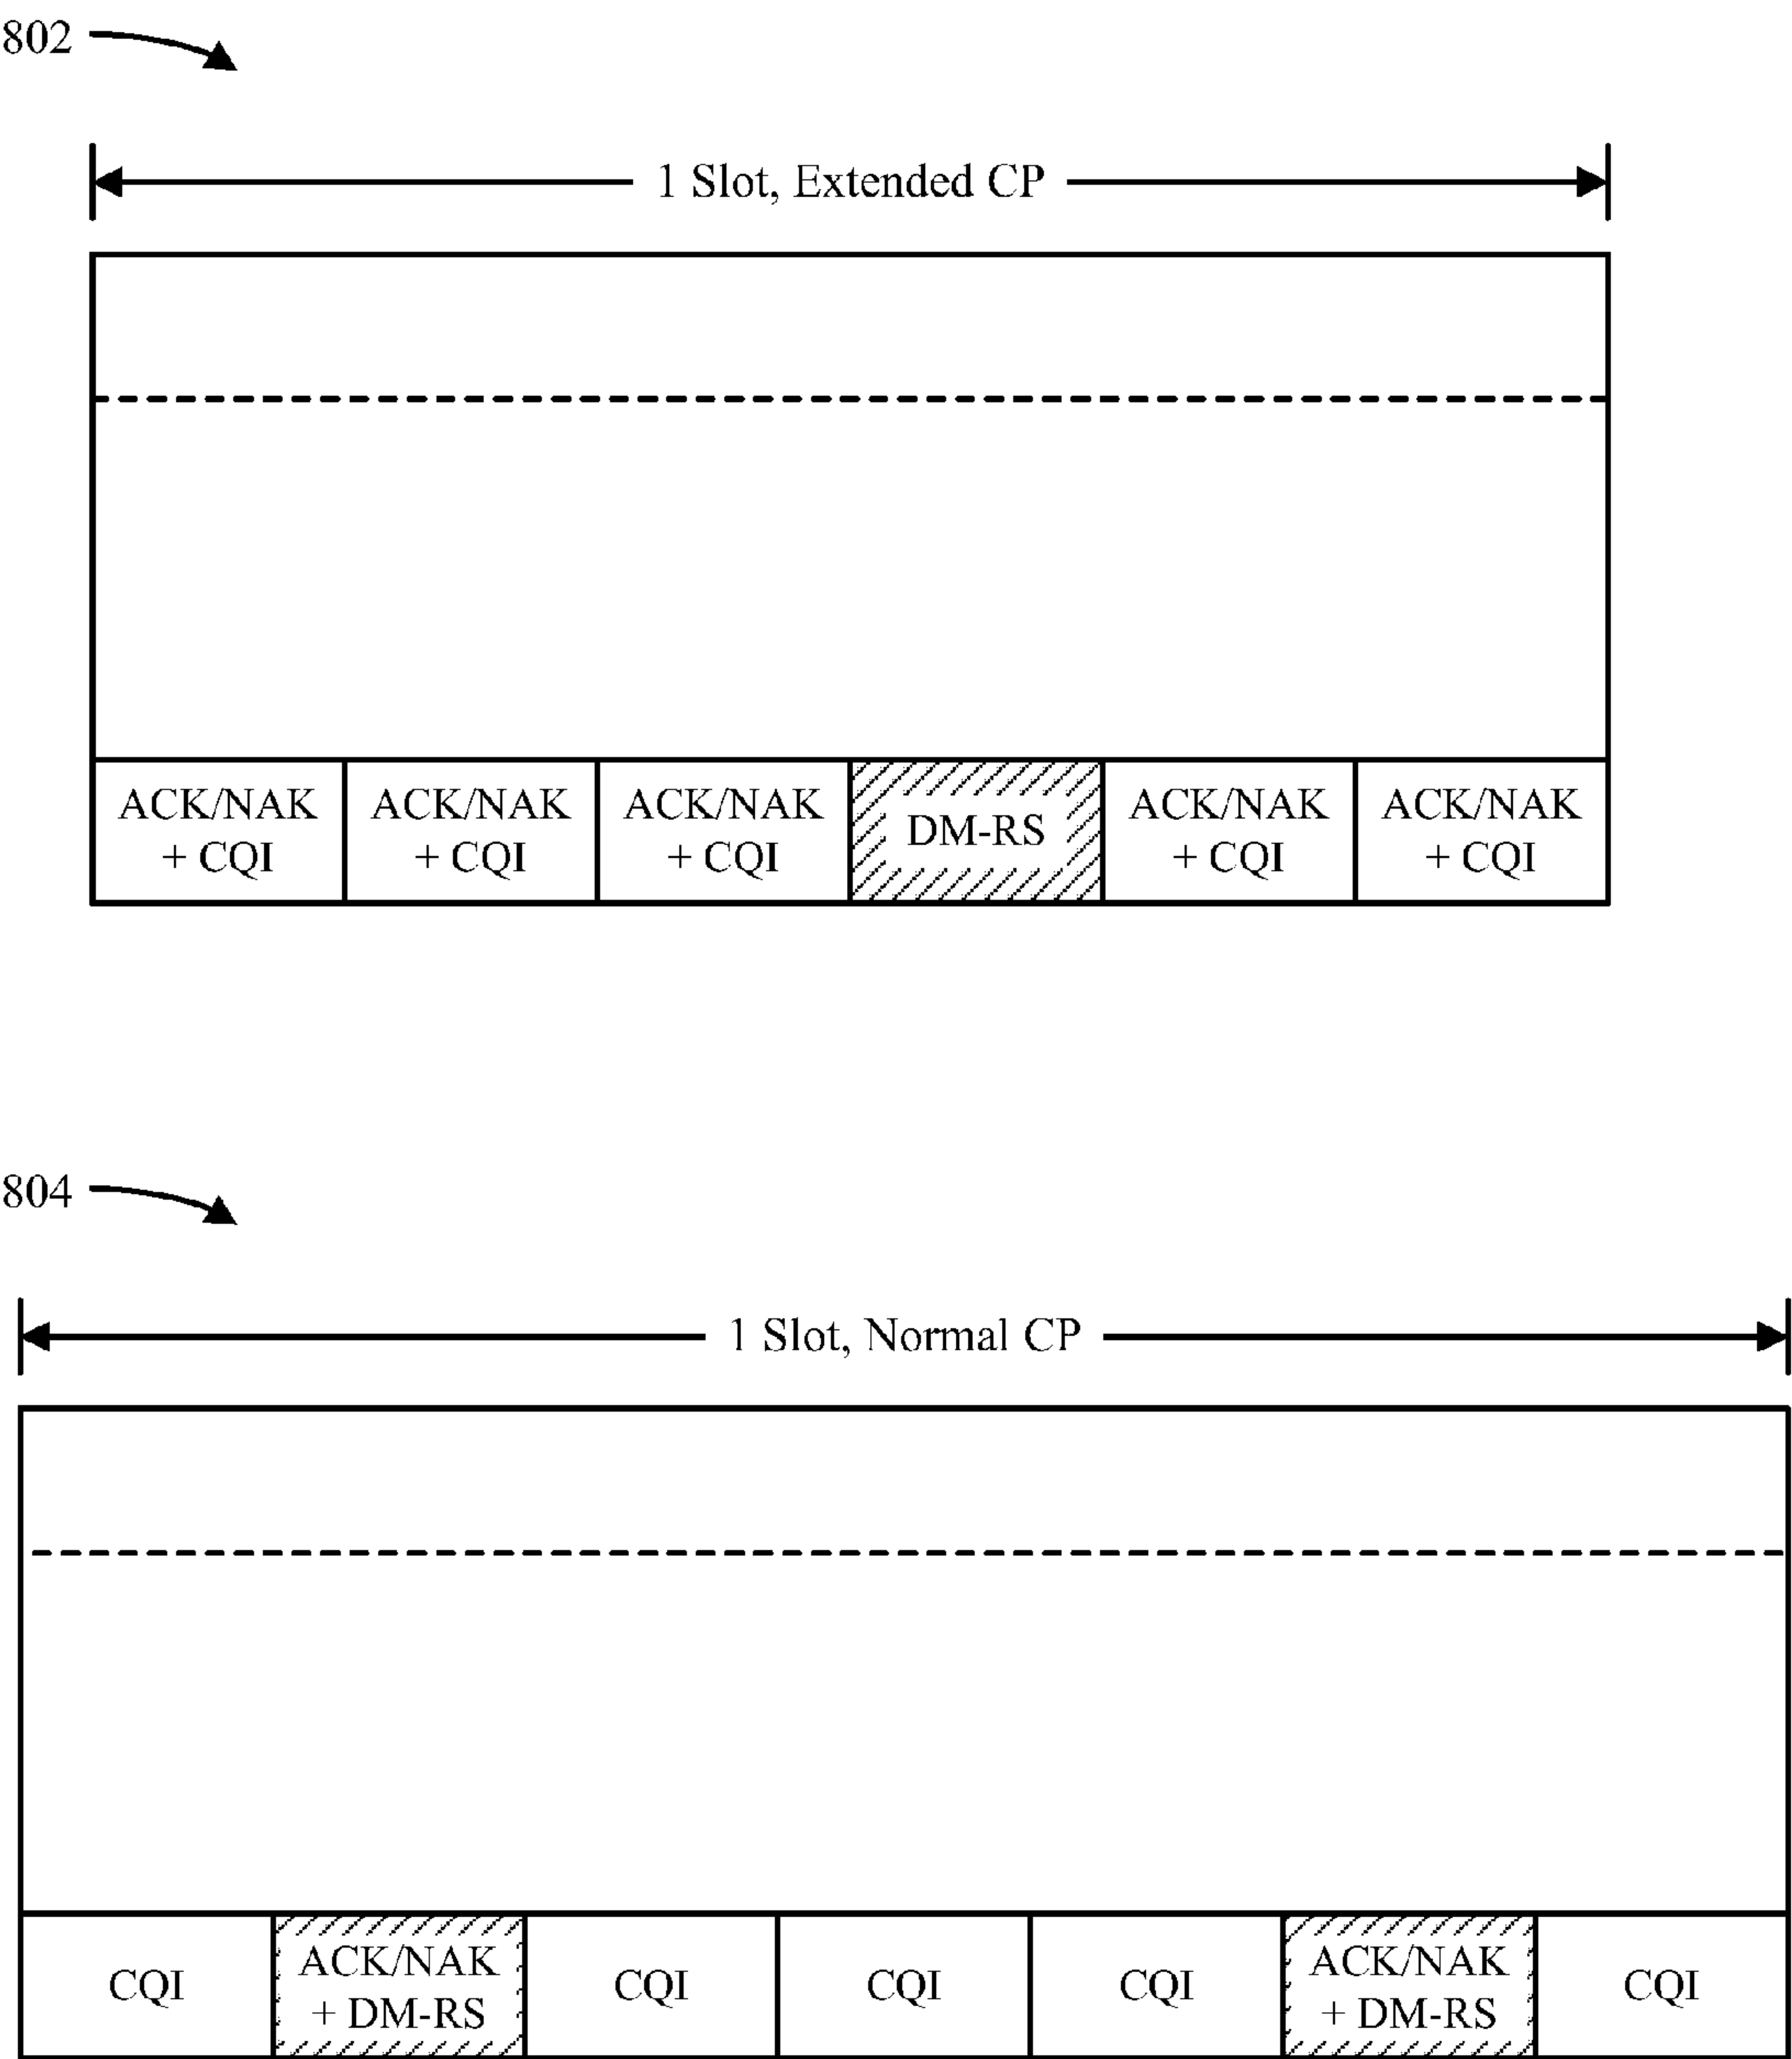 802
1 Slot, Extended CP
ACK/NAK
+ CQI
ACK/NAK
+ CQI
ACK/NAK
+ CQI
DM-RS
ACK/NAK
+ CQI
ACK/NAK
+ CQI
804
1 Slot, Normal CP
CQI
ACK/NAK
+ DM-RS
CQI
CQI
CQI
ACK/NAK
+ DM-RS
CQI